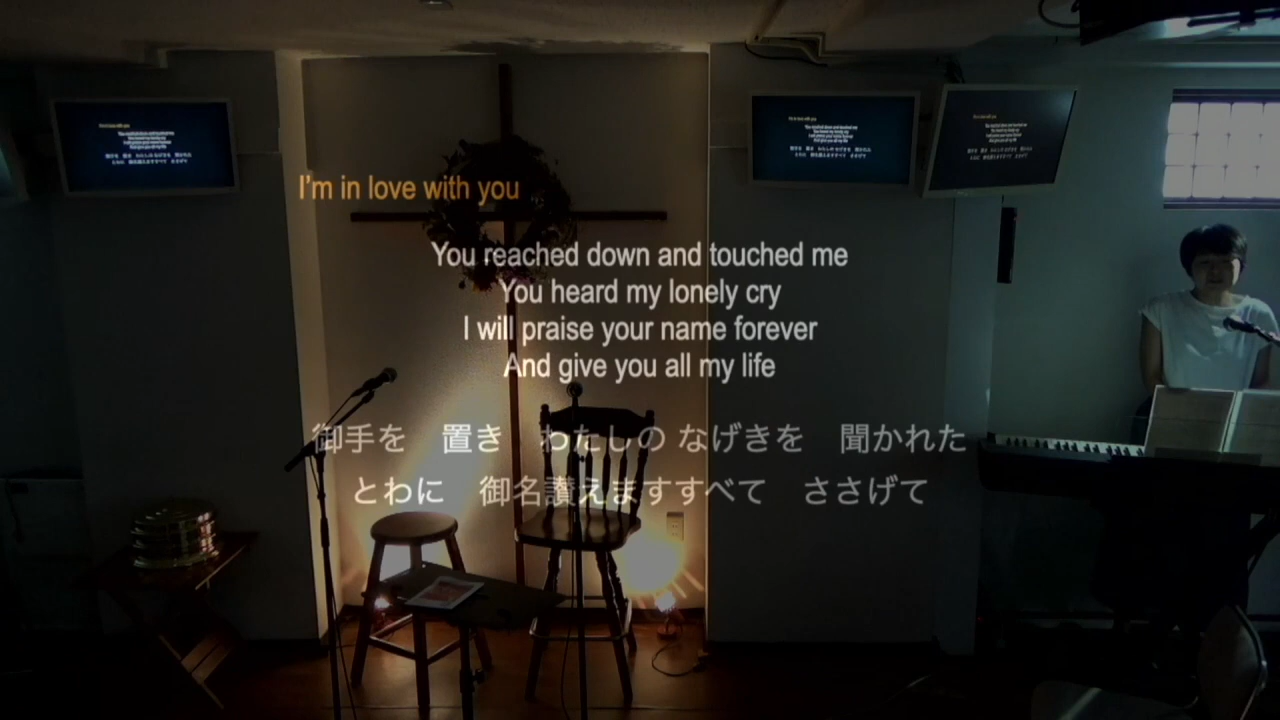 I'm in love with you
You reached down and touched me
You heard my lonely cry
I will praise your name forever
And give you all my life
御手を 置き わたしの なげきを 聞かれた
とわに 御名讃えますすべて ささげて